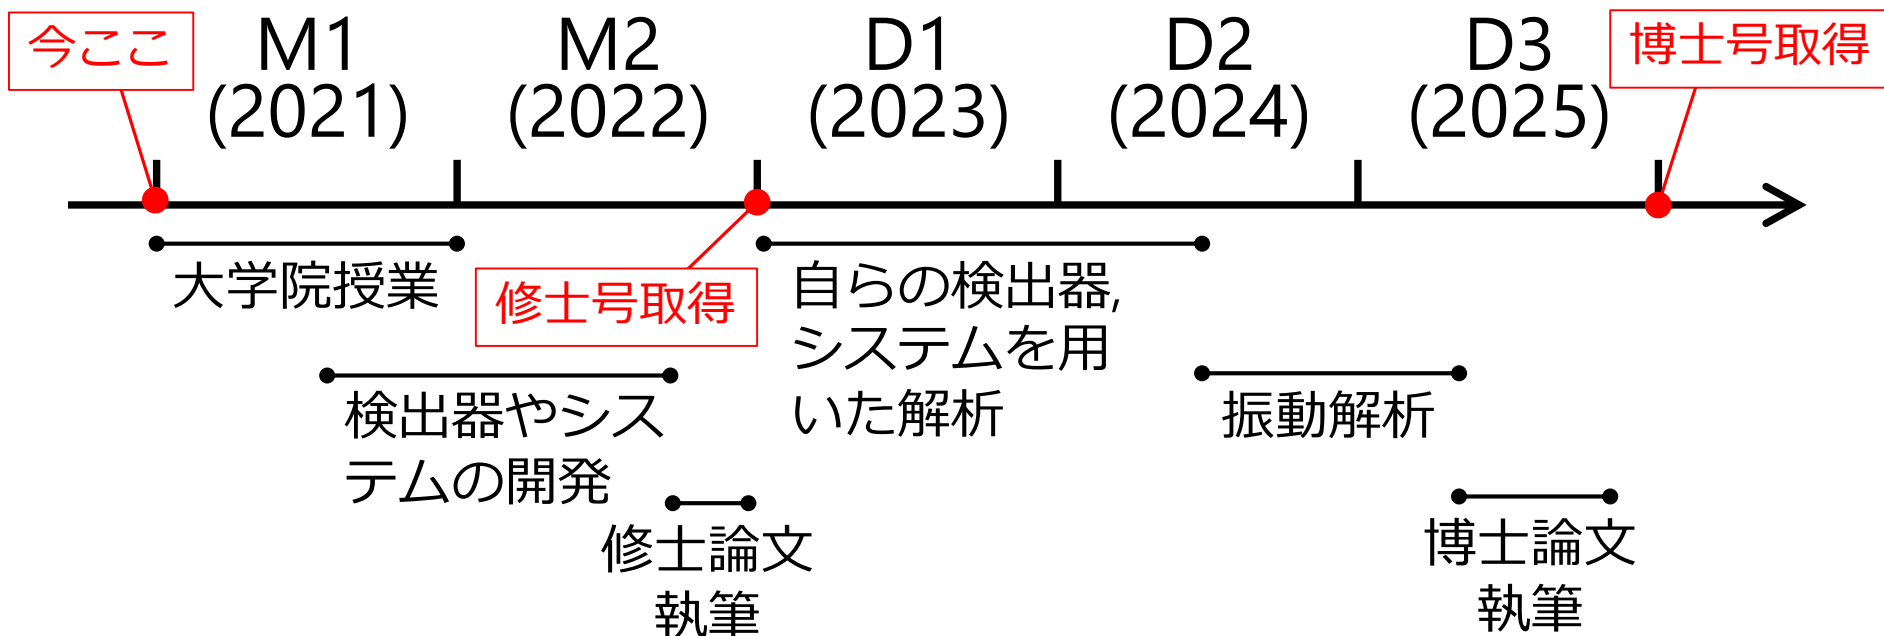 今ここ
M1
(2021)
M2
(2022)
D1
(2023)
D2
(2024)
D3
(2025)
博士号取得
大学院授業
修士号取得
自らの検出器,
システムを用
いた解析
検出器やシス
テムの開発
振動解析
修士論文
執筆
博士論文
執筆